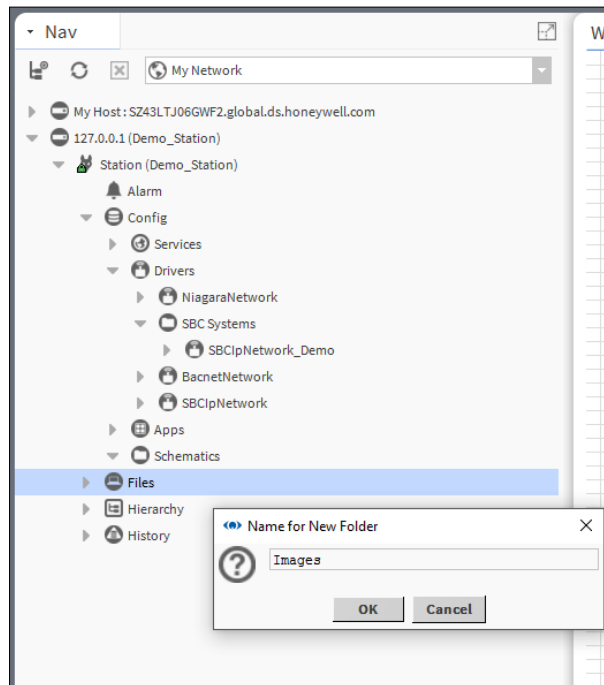 Nav
W
My Network
My Host : SZ43LTJ06GWF2.global.ds.honeywell.com
127.0.0.1 (Demo_Station)
Station (Demo_Station)
Alarm
Config
Services
Drivers
NiagaraNetwork
SBC Systems
SBCIpNetwork_Demo
BacnetNetwork
SBCIpNetwork
Apps
Schematics
Files
Hierarchy
History
Name for New Folder
Images
OK Cancel